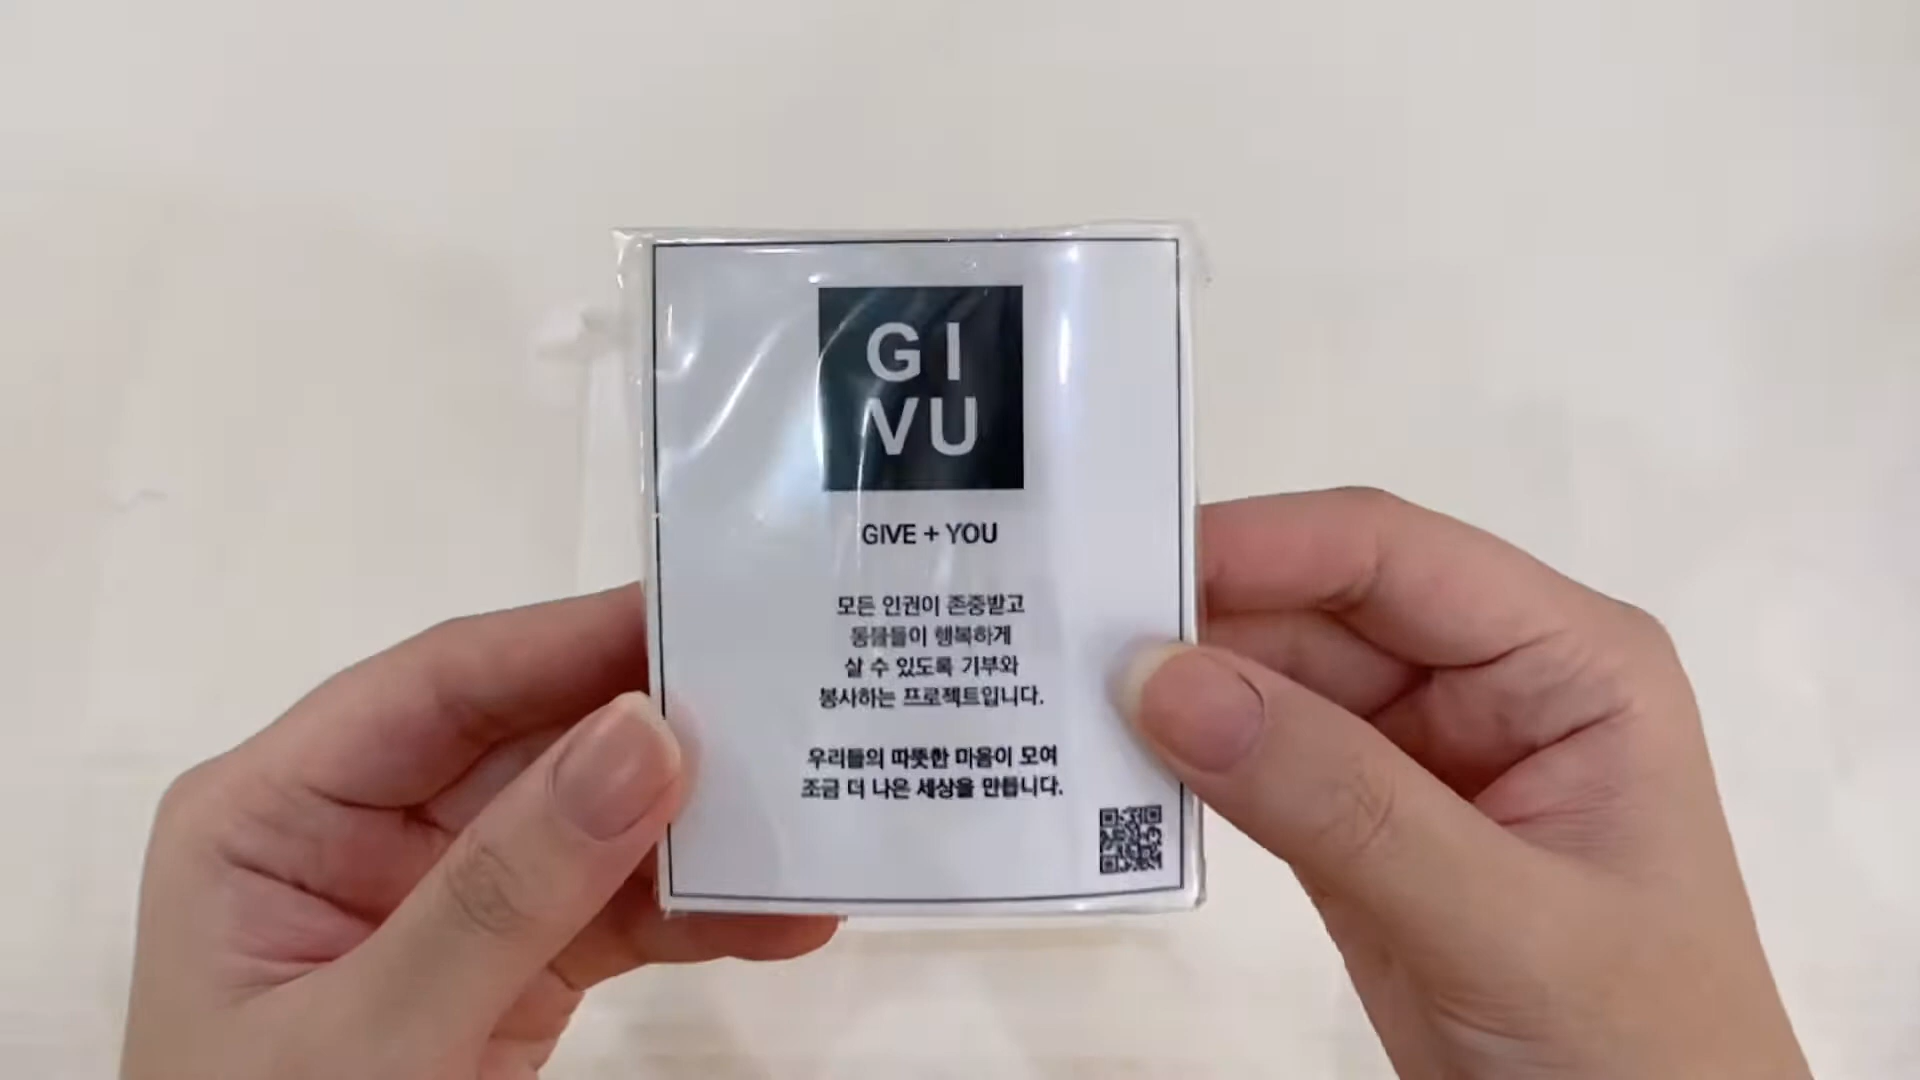 GI
VU
GIVE + YOU
모든 인권이 존중받고
동물들이 행복하게
살 수 있도록 기부와
봉사하는 프로젝트입니다.
우리들의 따뜻한 마음이 모여
조금 더 나은 세상을 만듭니다.